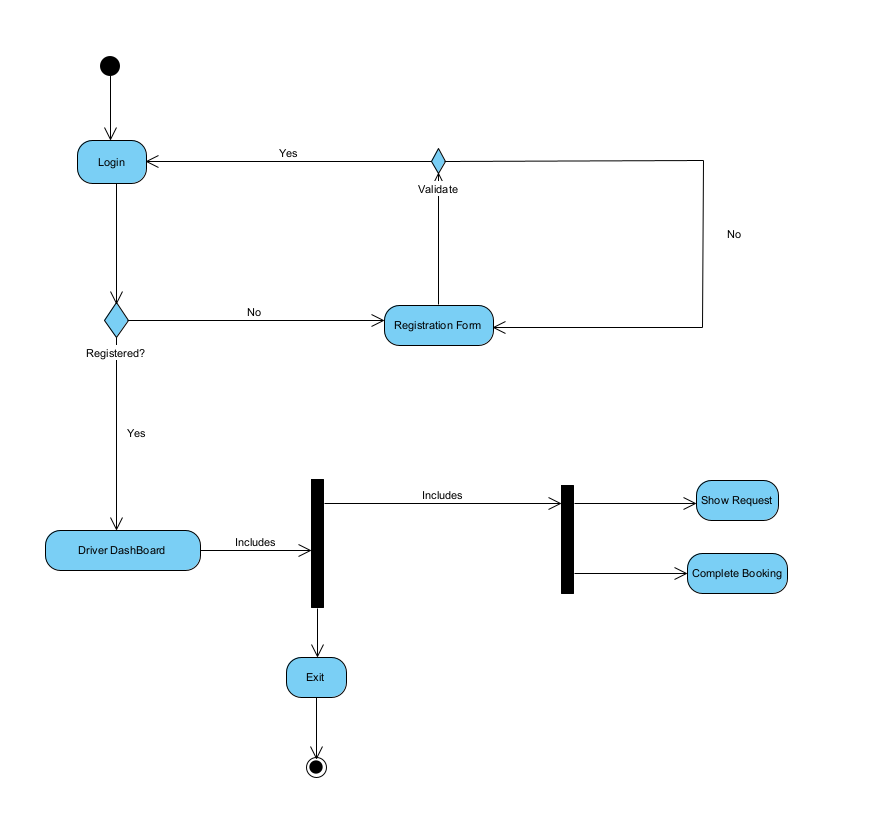 Yes
Login
Validate
No
No
Registration Form
Registered?
Yes
Includes
Show Request
Driver DashBoard
Includes
Complete Booking
Exit